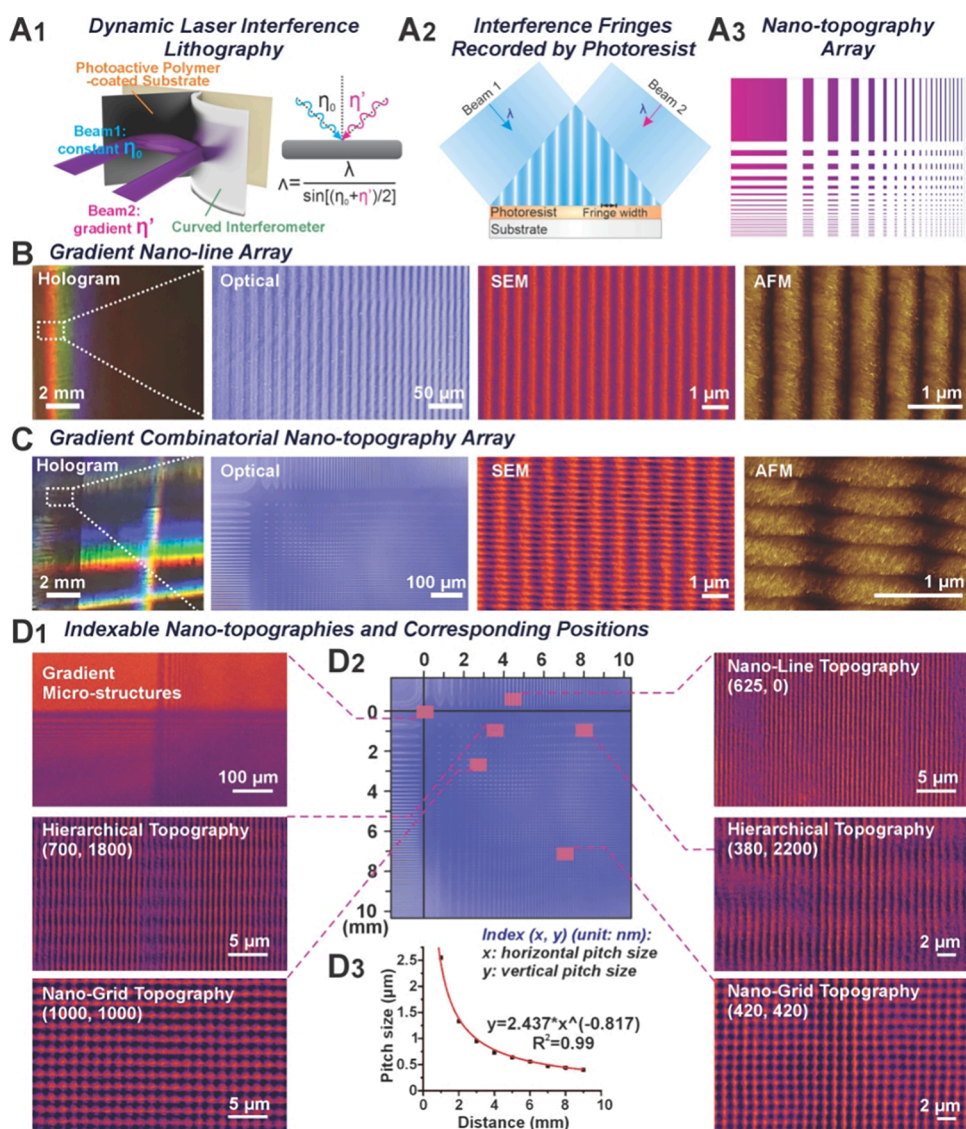 A1 Dynamic Laser Interference
Lithography
Photoactive Polymer
-coated Substrate
Beam1:
constant η0
Beam2:
gradient η'
Curved Interferometer
η0 η'
Λ= λ
sin[(η0+η')/2]
A2 Interference Fringes
Recorded by Photoresist
Beam 1
λ
Beam 2
λ
Photoresist
Fringe width
Substrate
A3 Nano-topography
Array
B Gradient Nano-line Array
Hologram
2 mm
Optical
50 µm
SEM
1 µm
AFM
1 µm
C Gradient Combinatorial Nano-topography Array
Hologram
2 mm
Optical
100 µm
SEM
1 µm
AFM
1 µm
D1 Indexable Nano-topographies and Corresponding Positions
Gradient
Micro-structures
100 µm
Hierarchical Topography
(700, 1800)
5 µm
Nano-Grid Topography
(1000, 1000)
5 µm
D2
0 2 4 6 8 10
0
2
4
6
8
10
(mm)
Index (x, y) (unit: nm):
x: horizontal pitch size
y: vertical pitch size
D3
Pitch size (µm)
2.5
2
1.5
1
0.5
0
y=2.437*x^(-0.817)
R²=0.99
0 2 4 6 8 10
Distance (mm)
Nano-Line Topography
(625, 0)
5 µm
Hierarchical Topography
(380, 2200)
2 µm
Nano-Grid Topography
(420, 420)
2 µm